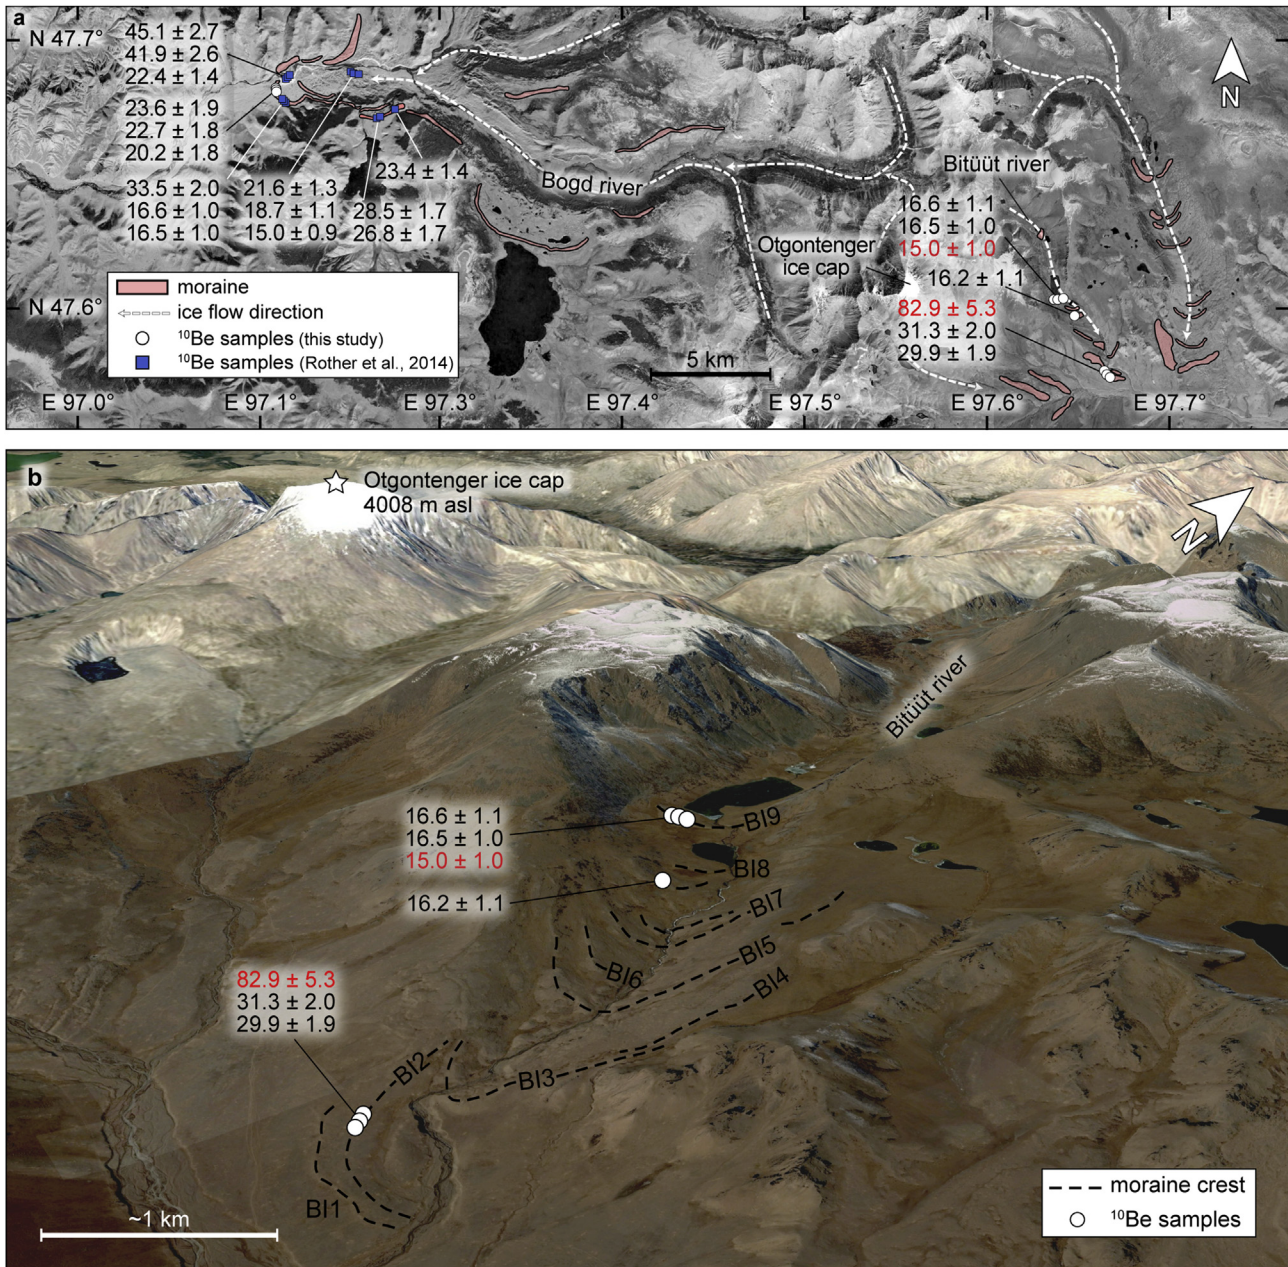 a
N 47.7°
45.1 ± 2.7
41.9 ± 2.6
22.4 ± 1.4
23.6 ± 1.9
22.7 ± 1.8
20.2 ± 1.8
33.5 ± 2.0
16.6 ± 1.0
16.5 ± 1.0
21.6 ± 1.3
18.7 ± 1.1
15.0 ± 0.9
28.5 ± 1.7
26.8 ± 1.7
23.4 ± 1.4
Bogd river
Bitüüt river
16.6 ± 1.1
16.5 ± 1.0
15.0 ± 1.0
Otgontenger
ice cap
16.2 ± 1.1
82.9 ± 5.3
31.3 ± 2.0
29.9 ± 1.9
N
N 47.6°
moraine
ice flow direction
¹⁰Be samples (this study)
¹⁰Be samples (Rother et al., 2014)
5 km
E 97.0°
E 97.1°
E 97.3°
E 97.4°
E 97.5°
E 97.6°
E 97.7°
b
Otgontenger ice cap
4008 m asl
N
Bitüüt river
16.6 ± 1.1
16.5 ± 1.0
15.0 ± 1.0
16.2 ± 1.1
BI9
BI8
BI7
BI5
BI6
BI4
82.9 ± 5.3
31.3 ± 2.0
29.9 ± 1.9
BI2
BI3
BI1
~1 km
moraine crest
¹⁰Be samples